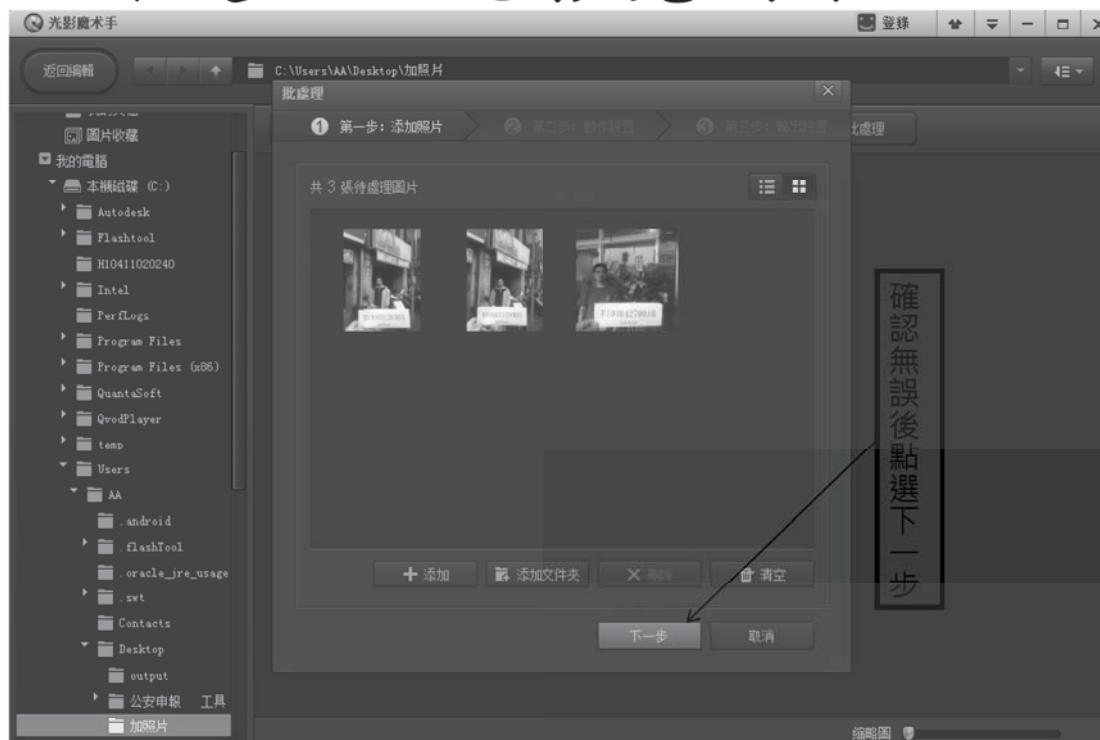 光影魔术手
登錄
返回編輯
C:\Users\AA\Desktop\加照片
批處理
1 第一步：添加照片
2 第二步：動作設置
3 第三步：輸出設置
批處理
圖片收藏
我的電腦
本機磁碟 (C:)
Autodesk
Flashtool
H10411020240
Intel
PerfLogs
Program Files
Program Files (x86)
QuantaSoft
QvodPlayer
temp
Users
AA
.android
.flashTool
.oracle_jre_usage
.swt
Contacts
Desktop
output
公安申報 工具
加照片
共 3 張待處理圖片
添加
添加文件夾
清空
下一步
取消
確認無誤後點選下一步
縮略圖